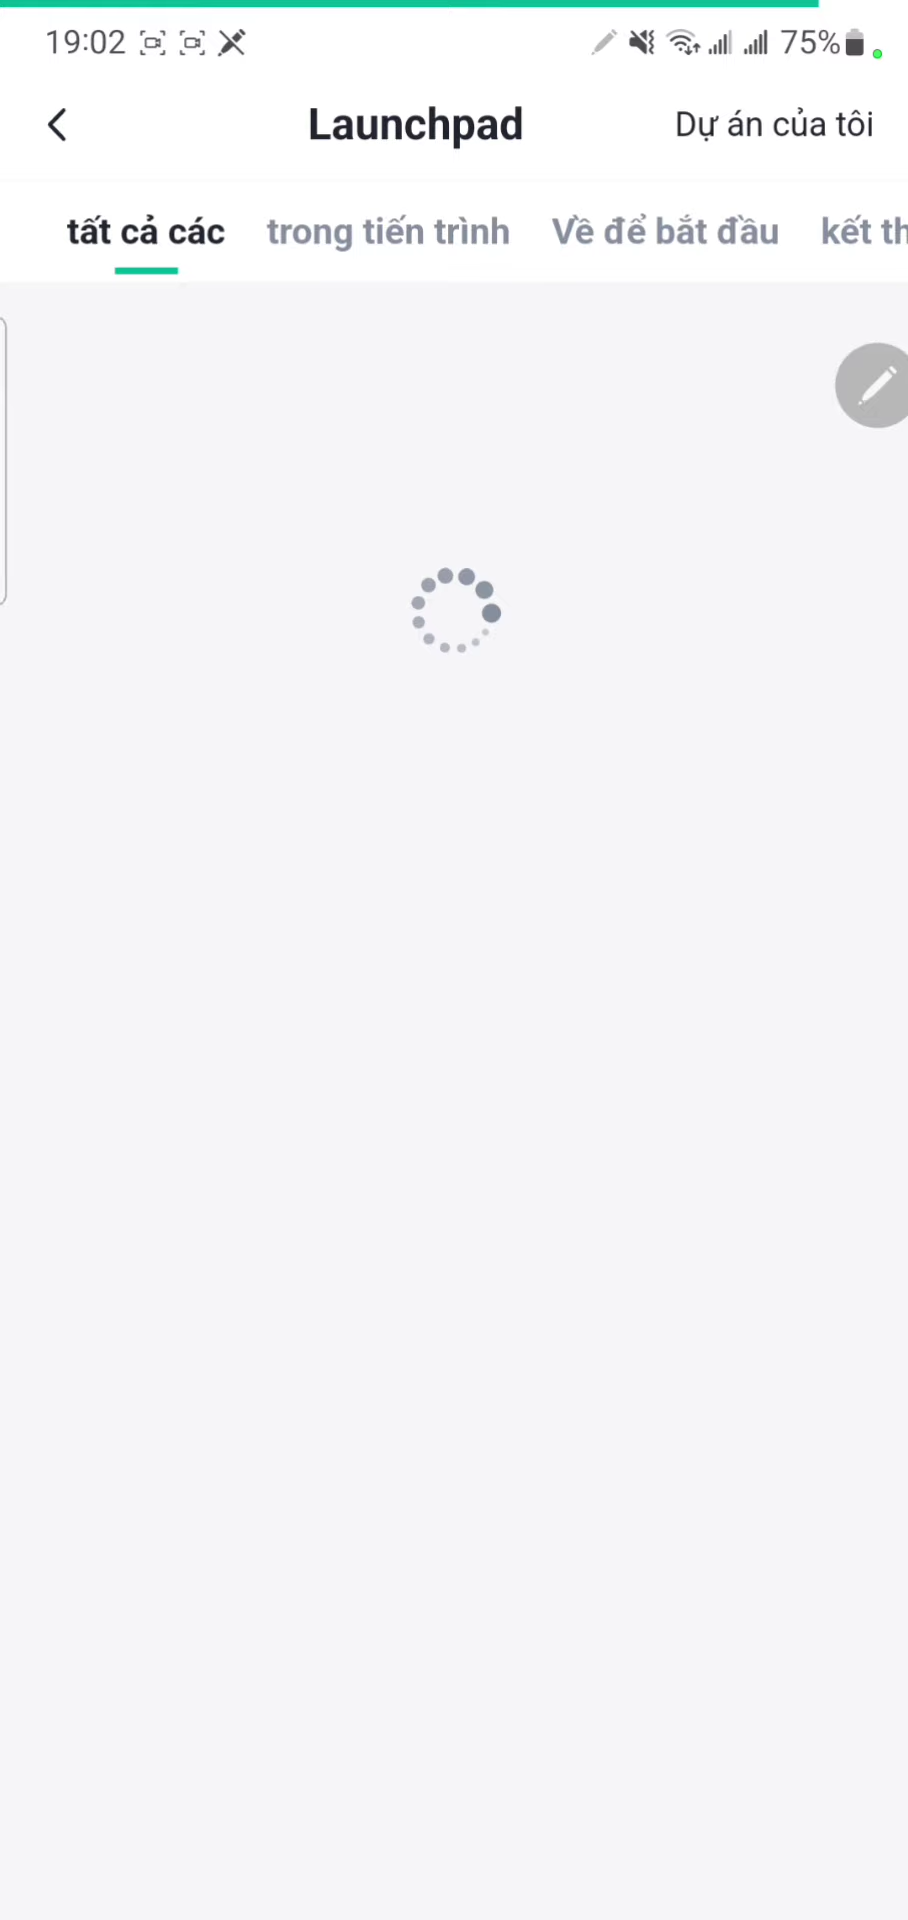 19:02 75%
Launchpad Dự án của tôi
tất cả các trong tiến trình Về để bắt đầu kết th